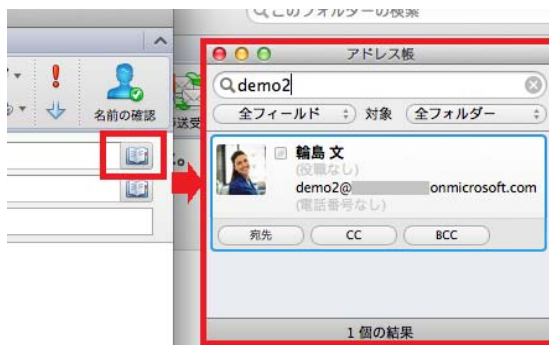 このフォルダーの検索
名前の確認
送受
アドレス帳
demo2
全フィールド 対象 全フォルダー
輪島 文
(役職なし)
demo2@ onmicrosoft.com
(電話番号なし)
宛先 CC BCC
1 個の結果